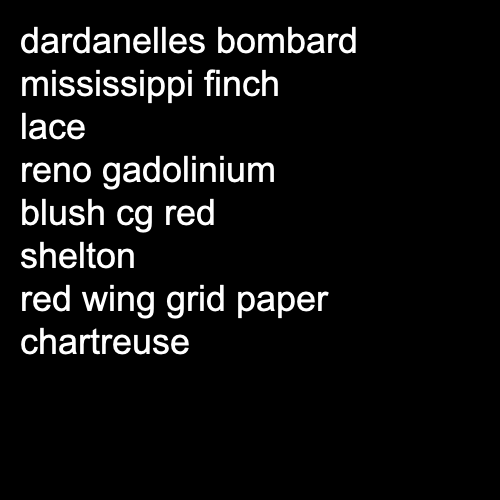 dardanelles bombard
mississippi finch
lace
reno gadolinium
blush cg red
shelton
red wing grid paper
chartreuse